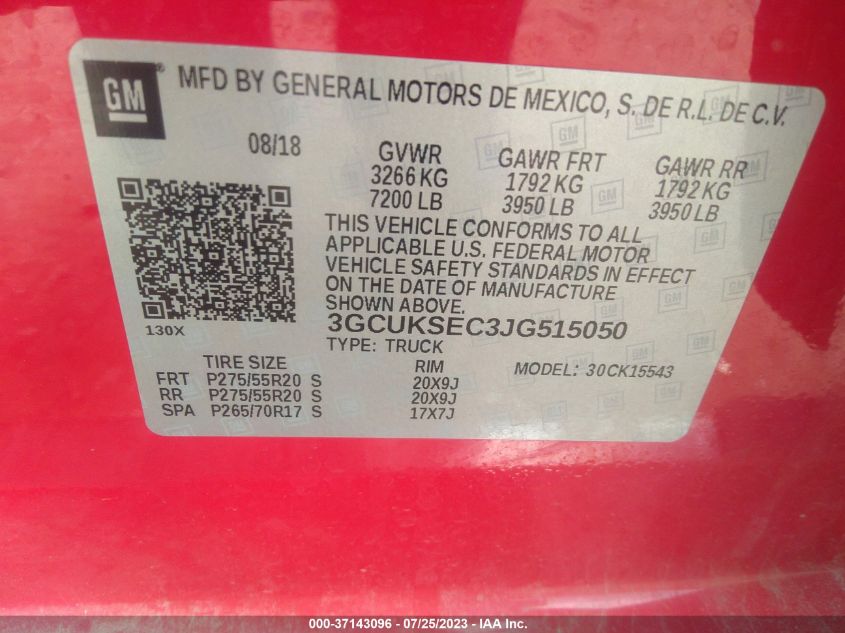 GM ® MFD BY GENERAL MOTORS DE MEXICO, S. DE R.L. DE C.V.
08/18 GVWR GAWR FRT GAWR RR
3266 KG 1792 KG 1792 KG
7200 LB 3950 LB 3950 LB
THIS VEHICLE CONFORMS TO ALL
APPLICABLE U.S. FEDERAL MOTOR
VEHICLE SAFETY STANDARDS IN EFFECT
ON THE DATE OF MANUFACTURE
SHOWN ABOVE.
130X 3GCUKSEC3JG515050
TYPE: TRUCK
TIRE SIZE RIM MODEL: 30CK15543
FRT P275/55R20 S 20X9J
RR P275/55R20 S 20X9J
SPA P265/70R17 S 17X7J
000-37143096 - 07/25/2023 - IAA Inc.